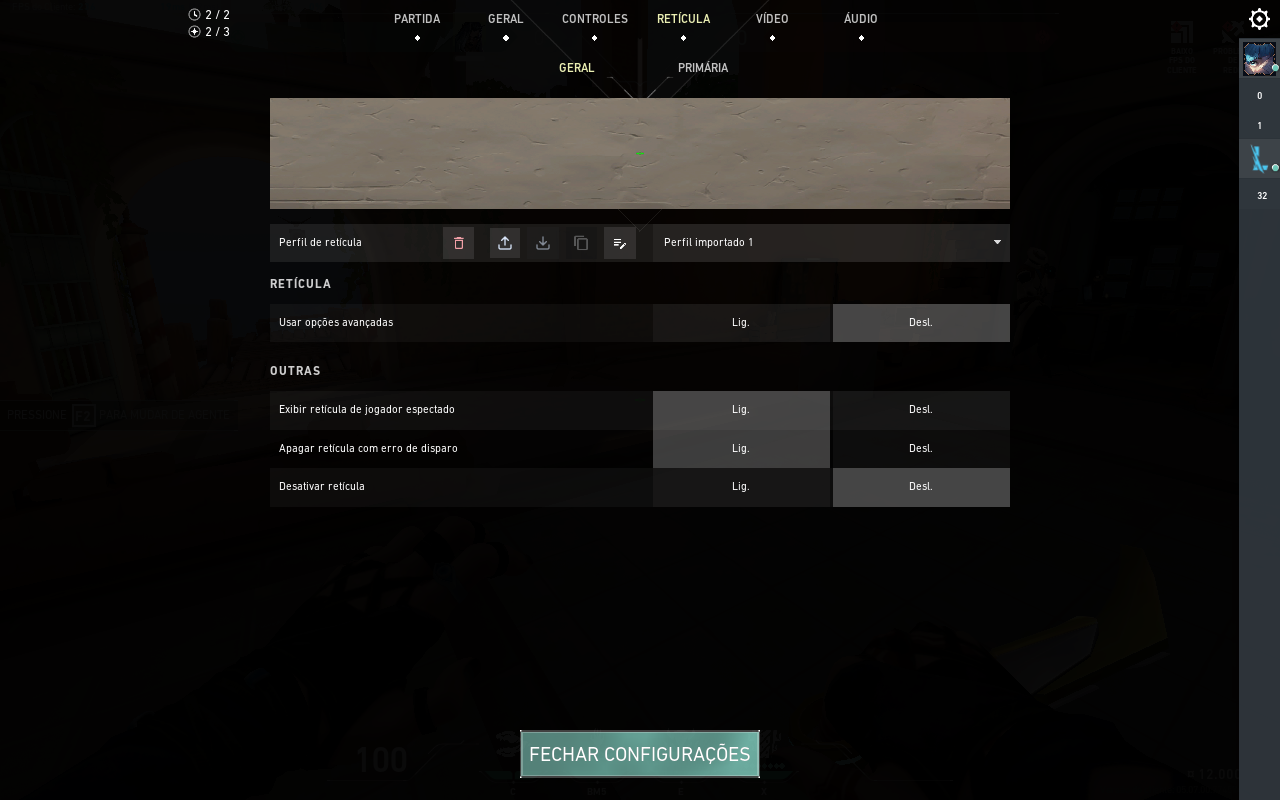 2 / 2
2 / 3
PARTIDA
GERAL
CONTROLES
RETÍCULA
VÍDEO
ÁUDIO
GERAL
PRIMÁRIA
0
1
32
Perfil de retícula
Perfil importado 1
RETÍCULA
Usar opções avançadas
Lig.
Desl.
OUTRAS
Exibir retícula de jogador espectado
Lig.
Desl.
PRESSIONE F2
Apagar retícula com erro de disparo
Lig.
Desl.
Desativar retícula
Lig.
Desl.
100
FECHAR CONFIGURAÇÕES